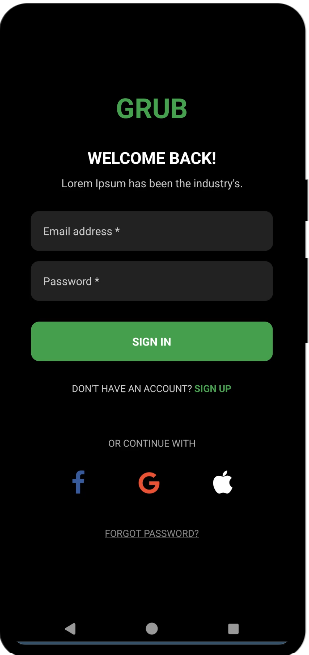 GRUB
WELCOME BACK!
Lorem Ipsum has been the industry's.
Email address *
Password *
SIGN IN
DON'T HAVE AN ACCOUNT? SIGN UP
OR CONTINUE WITH
FORGOT PASSWORD?